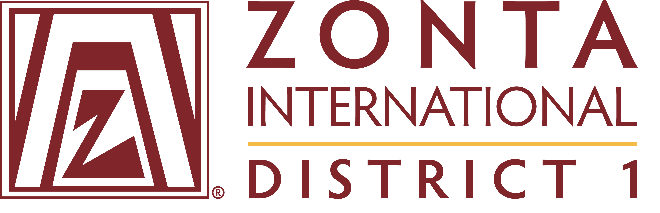 ZONTA
INTERNATIONAL
DISTRICT 1
®